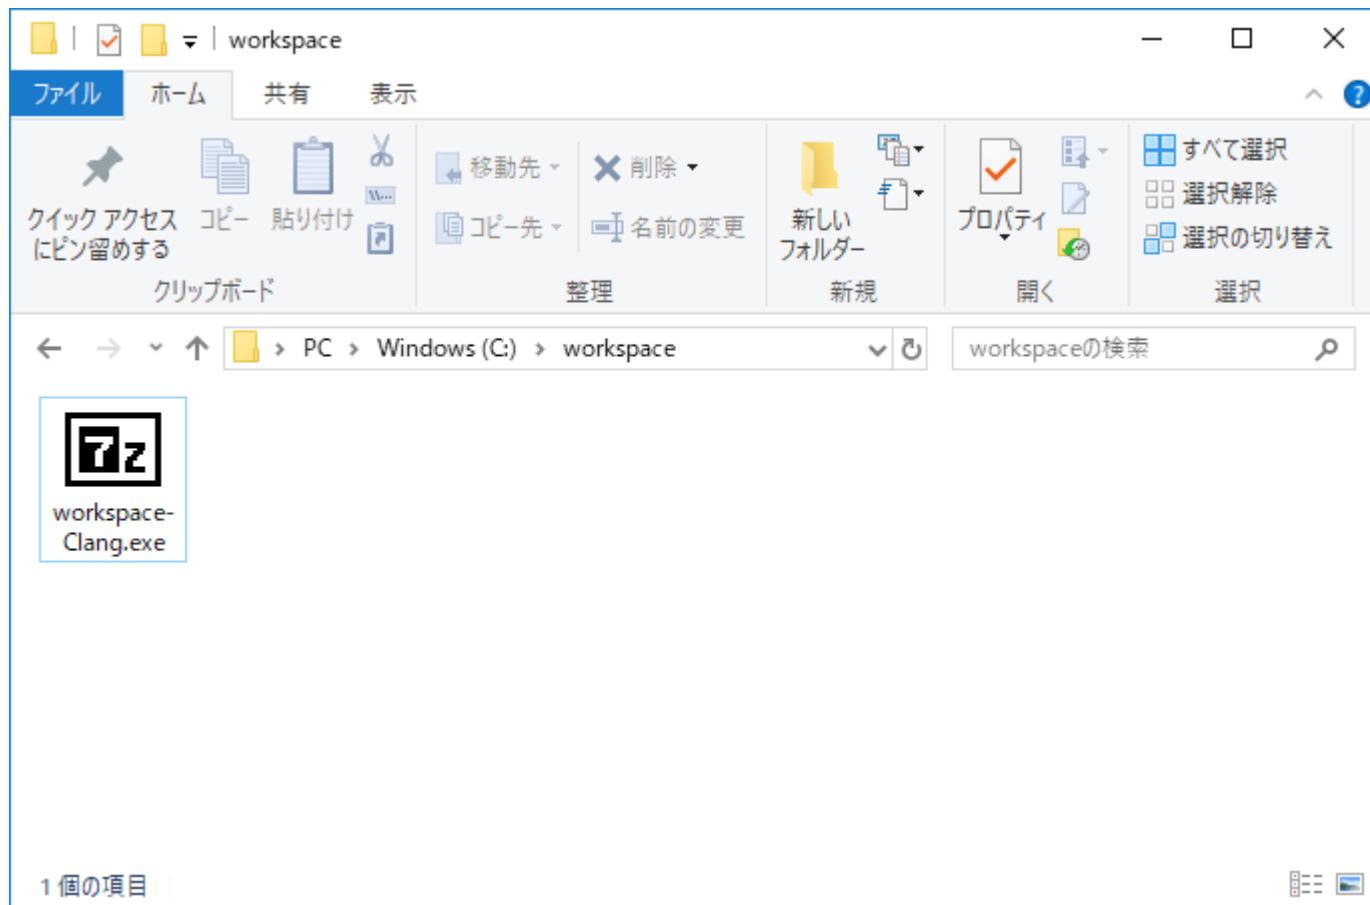 workspace
ファイル ホーム 共有 表示
クイック アクセス
にピン留めする
コピー
貼り付け
移動先
コピー先
削除
名前の変更
新しい
フォルダー
プロパティ
すべて選択
選択解除
選択の切り替え
クリップボード 整理 新規 開く 選択
PC > Windows (C:) > workspace
workspaceの検索
7z
workspace-
Clang.exe
1 個の項目